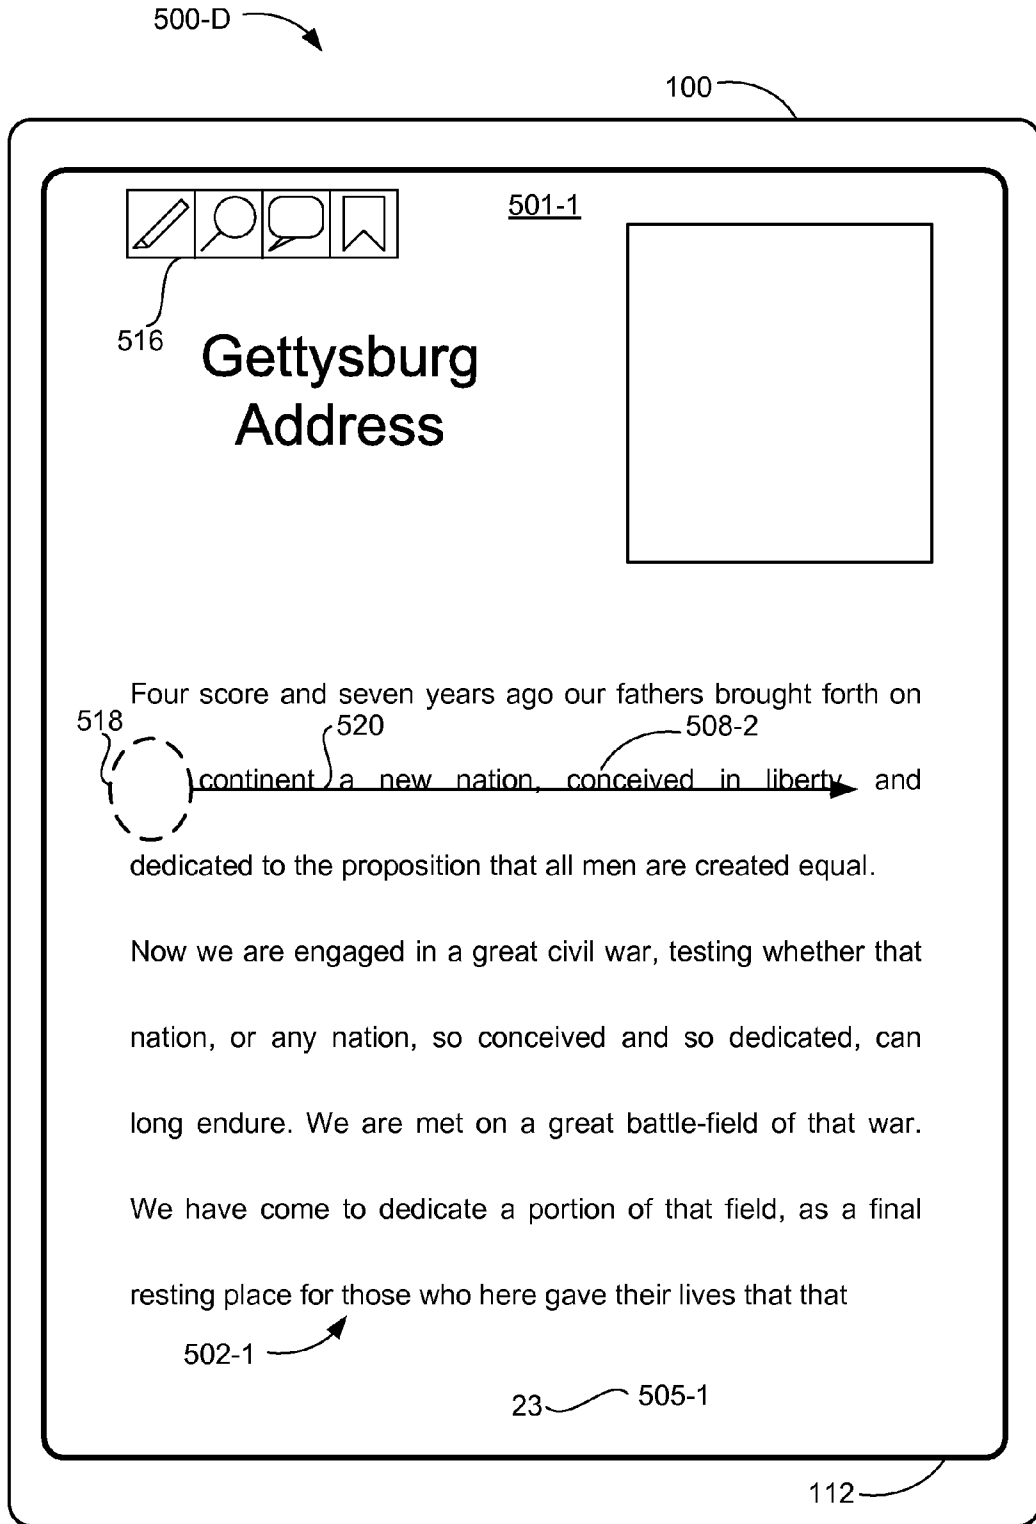 500-D
100
501-1
516
Gettysburg
Address
Four score and seven years ago our fathers brought forth on
518
520
508-2
continent a new nation, conceived in liberty and
dedicated to the proposition that all men are created equal.
Now we are engaged in a great civil war, testing whether that
nation, or any nation, so conceived and so dedicated, can
long endure. We are met on a great battle-field of that war.
We have come to dedicate a portion of that field, as a final
resting place for those who here gave their lives that that
502-1
23
505-1
112